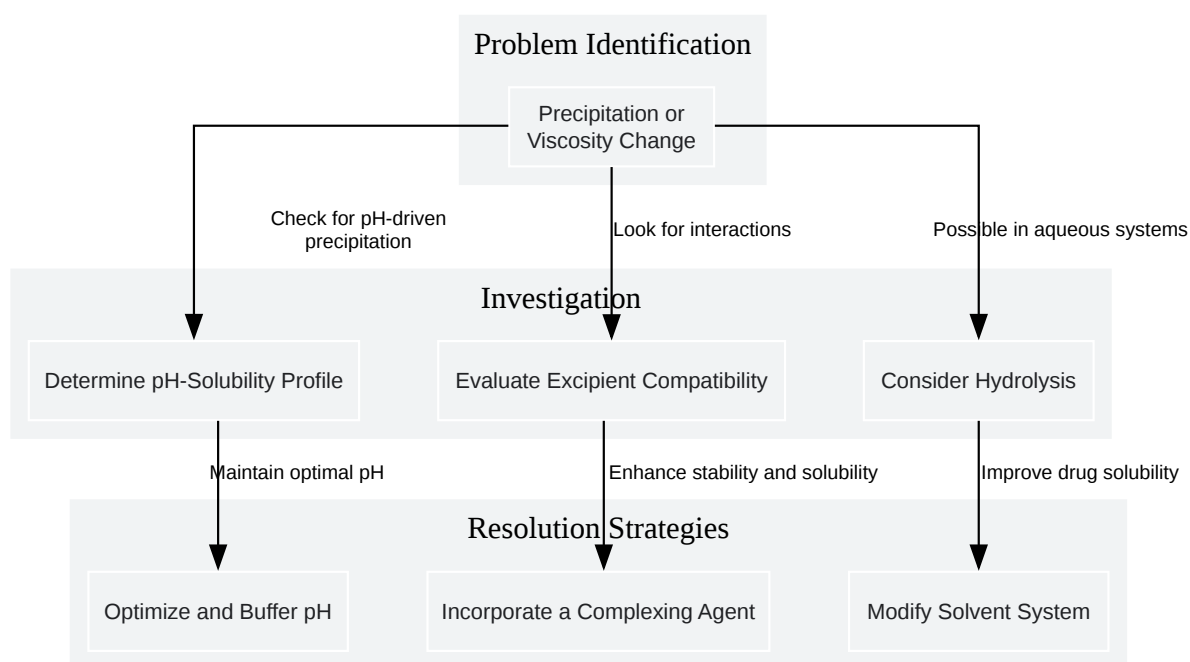 Problem Identification
Precipitation or
Viscosity Change
Check for pH-driven
precipitation
Look for interactions
Possible in aqueous systems
Investigation
Determine pH-Solubility Profile
Evaluate Excipient Compatibility
Consider Hydrolysis
Maintain optimal pH
Enhance stability and solubility
Improve drug solubility
Resolution Strategies
Optimize and Buffer pH
Incorporate a Complexing Agent
Modify Solvent System